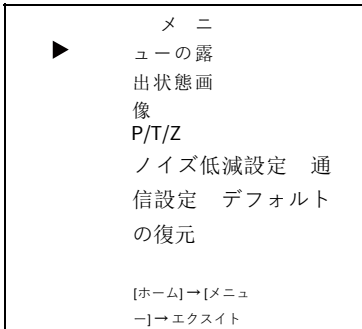 メ ニ
▶ ューの露
出状態画
像
P/T/Z
ノイズ低減設定 通
信設定 デフォルト
の復元
[ホーム]→[メニュ
ー]→エクスイト